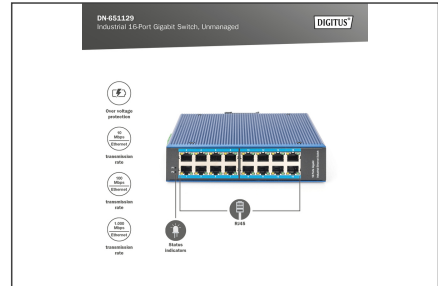 DN-651129
Industrial 16-Port Gigabit Switch, Unmanaged
DIGITUS®
Over voltage
protection
10
Mbps
Ethernet
transmission
rate
100
Mbps
Ethernet
transmission
rate
1.000
Mbps
Ethernet
transmission
rate
Status
indicators
RJ45